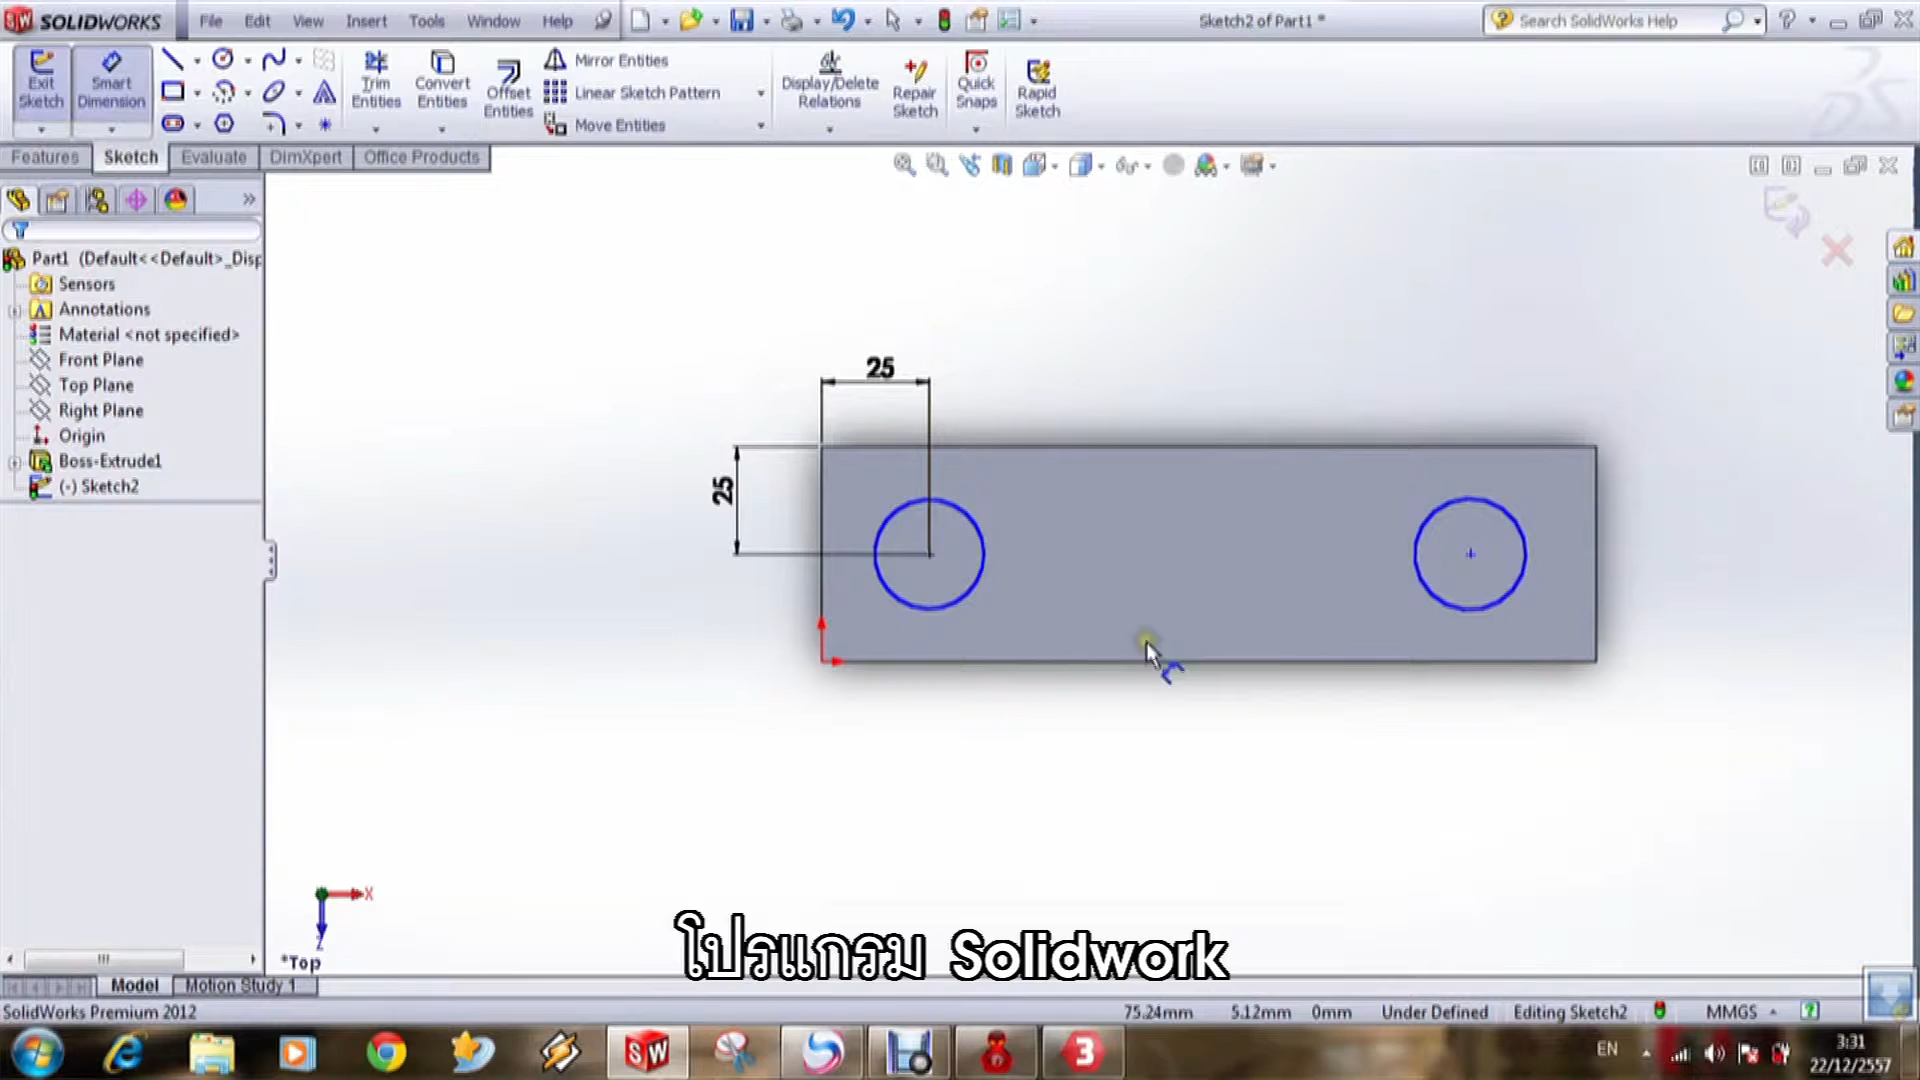 SOLIDWORKS File Edit View Insert Tools Window Help Sketch2 of Part1 * Search SolidWorks Help
Exit Sketch
Smart Dimension
Trim Entities
Convert Entities
Offset Entities
Mirror Entities
Linear Sketch Pattern
Move Entities
Display/Delete Relations
Repair Sketch
Quick Snaps
Rapid Sketch
Features Sketch Evaluate DimXpert Office Products
Part1 (Default<<Default>_Disp
Sensors
Annotations
Material <not specified>
Front Plane
Top Plane
Right Plane
Origin
Boss-Extrude1
(-) Sketch2
25
25
X
Z
*Top
โปรแกรม Solidwork
Model Motion Study 1
SolidWorks Premium 2012 75.24mm 5.12mm 0mm Under Defined Editing Sketch2 MMGS
EN 3:31
22/12/2557